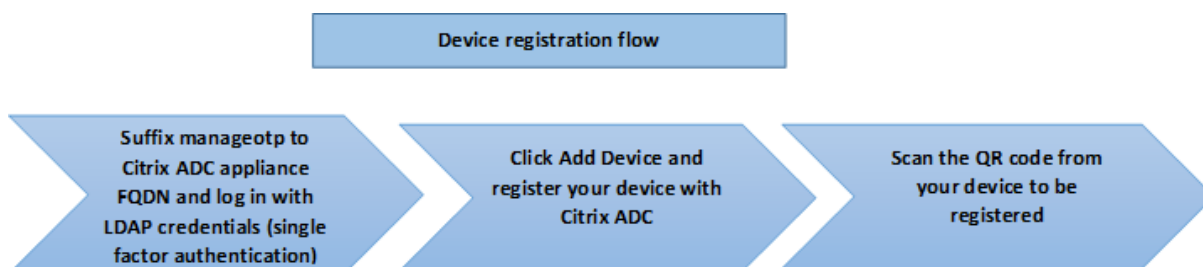 Device registration flow
Suffix manageotp to
Citrix ADC appliance
FQDN and log in with
LDAP credentials (single
factor authentication)
Click Add Device and
register your device with
Citrix ADC
Scan the QR code from
your device to be
registered